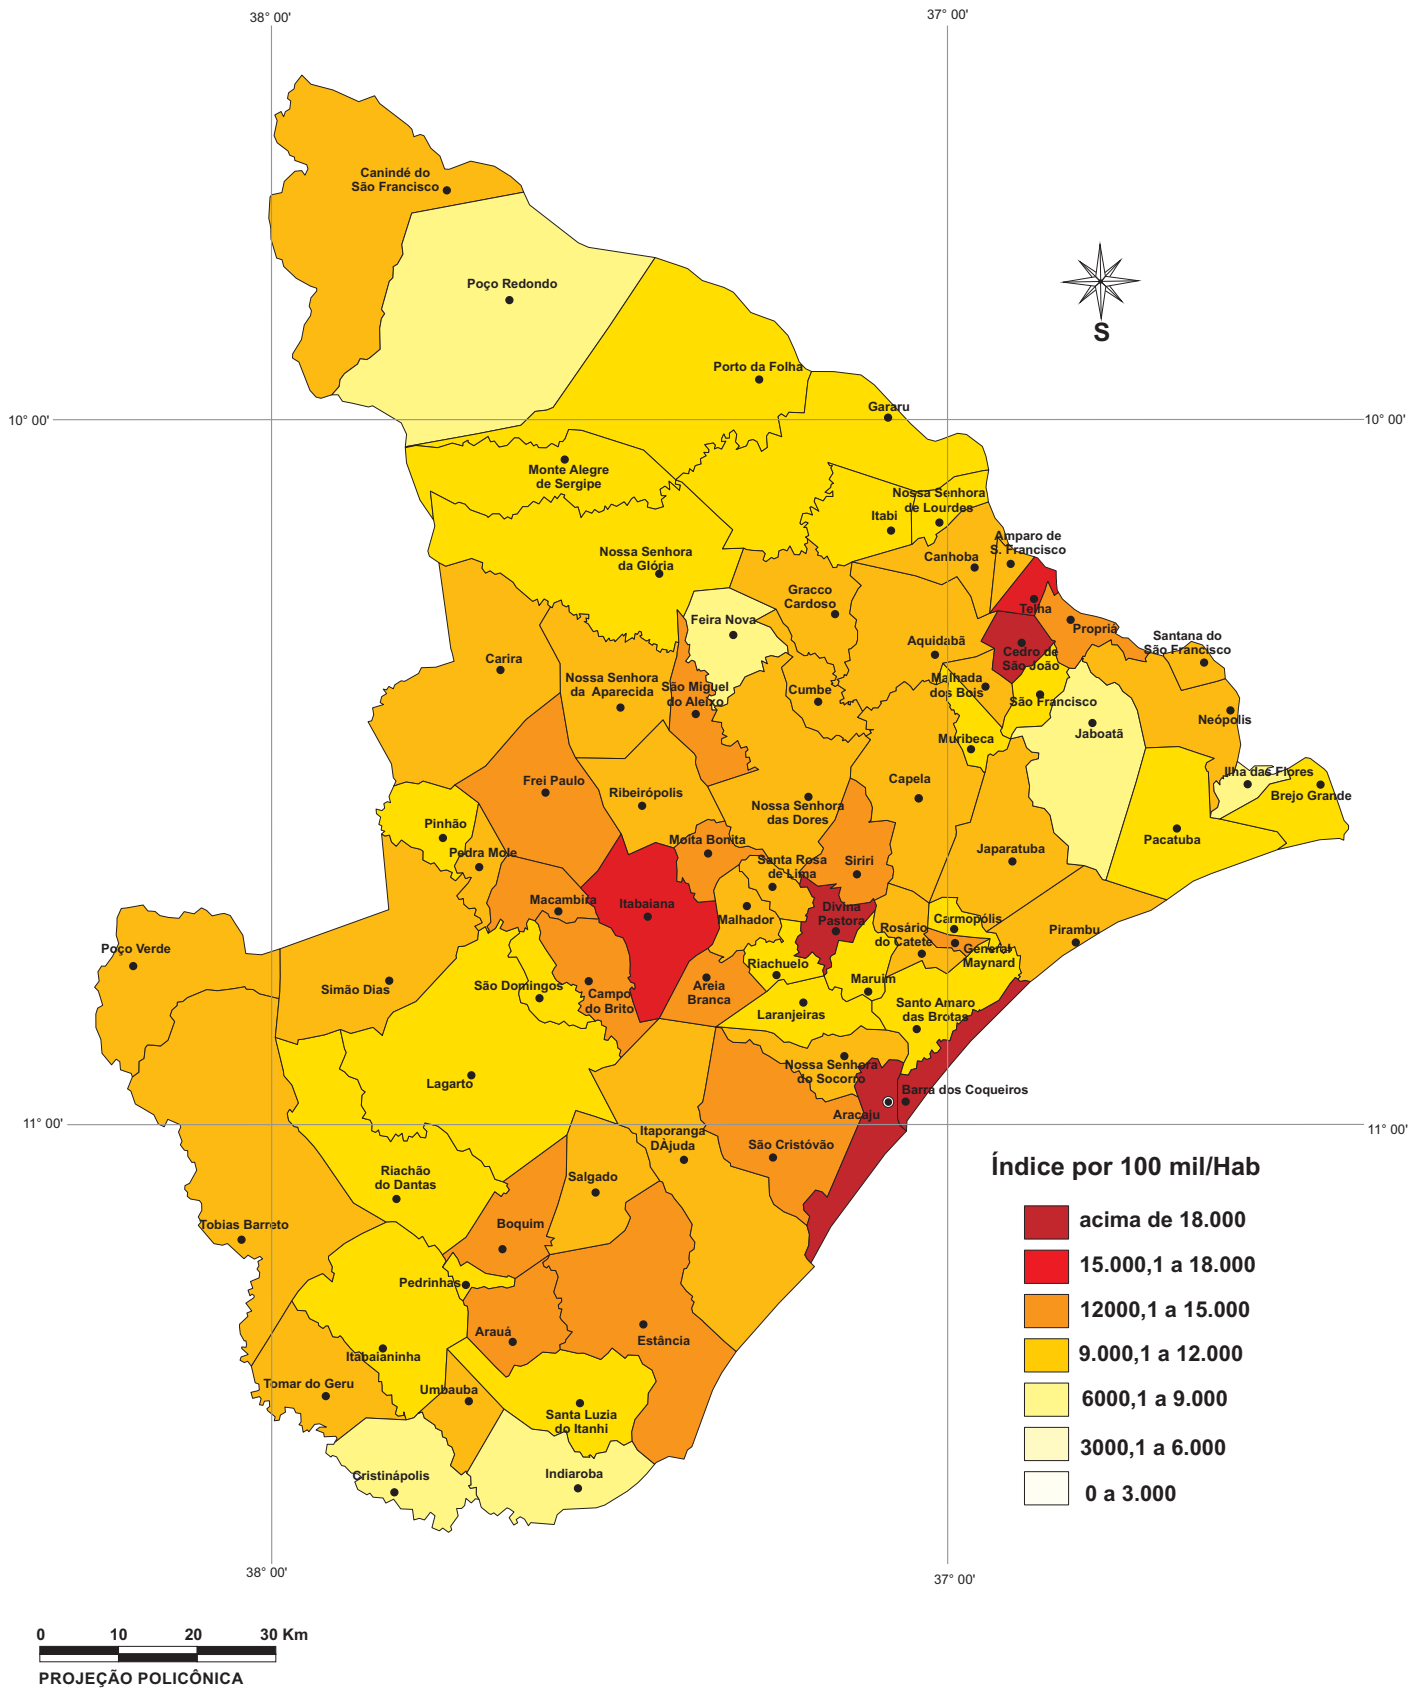 38° 00'
37° 00'
Canindé do
São Francisco
Poço Redondo
S
Porto da Folha
Gararu
10° 00'
10° 00'
Monte Alegre
de Sergipe
Nossa Senhora
de Lourdes
Itabi
Amparo de
S. Francisco
Nossa Senhora
da Glória
Canhoba
Gracco
Cardoso
Telha
Feira Nova
Propriá
Santana do
São Francisco
Aquidabã
Cedro de
São João
Carira
Nossa Senhora
da Aparecida
São Miguel
do Aleixo
Cumbe
Malhada
dos Bois
São Francisco
Neópolis
Jaboatã
Muribeca
Ilha das Flores
Brejo Grande
Frei Paulo
Ribeirópolis
Capela
Nossa Senhora
das Dores
Pinhão
Moita Bonita
Pacatuba
Pedra Mole
Santa Rosa
de Lima
Siriri
Japaratuba
Macambira
Itabaiana
Malhador
Divina
Pastora
Carmopólis
Rosário
do Catete
Pirambu
General
Maynard
Poço Verde
Simão Dias
São Domingos
Campo
do Brito
Areia
Branca
Riachuelo
Maruim
Laranjeiras
Santo Amaro
das Brotas
Nossa Senhora
do Socorro
Lagarto
Barra dos Coqueiros
Aracaju
11° 00'
11° 00'
Itaporanga
DÀjuda
São Cristóvão
Riachão
do Dantas
Salgado
Índice por 100 mil/Hab
Tobias Barreto
Boquim
acima de 18.000
15.000,1 a 18.000
Pedrinhas
12000,1 a 15.000
Arauá
Estância
Itabaianinha
9.000,1 a 12.000
Tomar do Geru
Umbauba
6000,1 a 9.000
Santa Luzia
do Itanhi
3000,1 a 6.000
Cristinápolis
Indiaroba
0 a 3.000
38° 00'
37° 00'
0 10 20 30 Km
PROJEÇÃO POLICÔNICA